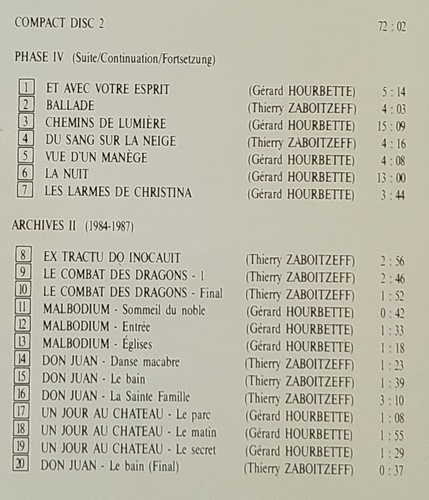 COMPACT DISC 2 72 : 02
PHASE IV (Suite/Continuation/Fortsetzung)
1 ET AVEC VOTRE ESPRIT (Gérard HOURBETTE) 5 : 14
2 BALLADE (Thierry ZABOITZEFF) 4 : 03
3 CHEMINS DE LUMIÈRE (Gérard HOURBETTE) 15 : 09
4 DU SANG SUR LA NEIGE (Thierry ZABOITZEFF) 4 : 16
5 VUE D'UN MANÈGE (Gérard HOURBETTE) 4 : 08
6 LA NUIT (Gérard HOURBETTE) 13 : 00
7 LES LARMES DE CHRISTINA (Gérard HOURBETTE) 3 : 44
ARCHIVES II (1984-1987)
8 EX TRACTU DO INOCAUIT (Thierry ZABOITZEFF) 2 : 56
9 LE COMBAT DES DRAGONS - 1 (Thierry ZABOITZEFF) 2 : 46
10 LE COMBAT DES DRAGONS - Final (Thierry ZABOITZEFF) 1 : 52
11 MALBODIUM - Sommeil du noble (Gérard HOURBETTE) 0 : 42
12 MALBODIUM - Entrée (Gérard HOURBETTE) 1 : 33
13 MALBODIUM - Églises (Gérard HOURBETTE) 1 : 18
14 DON JUAN - Danse macabre (Thierry ZABOITZEFF) 1 : 23
15 DON JUAN - Le bain (Thierry ZABOITZEFF) 1 : 39
16 DON JUAN - La Sainte Famille (Thierry ZABOITZEFF) 3 : 10
17 UN JOUR AU CHATEAU - Le parc (Gérard HOURBETTE) 1 : 08
18 UN JOUR AU CHATEAU - Le matin (Gérard HOURBETTE) 1 : 55
19 UN JOUR AU CHATEAU - Le secret (Gérard HOURBETTE) 1 : 29
20 DON JUAN - Le bain (Final) (Thierry ZABOITZEFF) 0 : 37